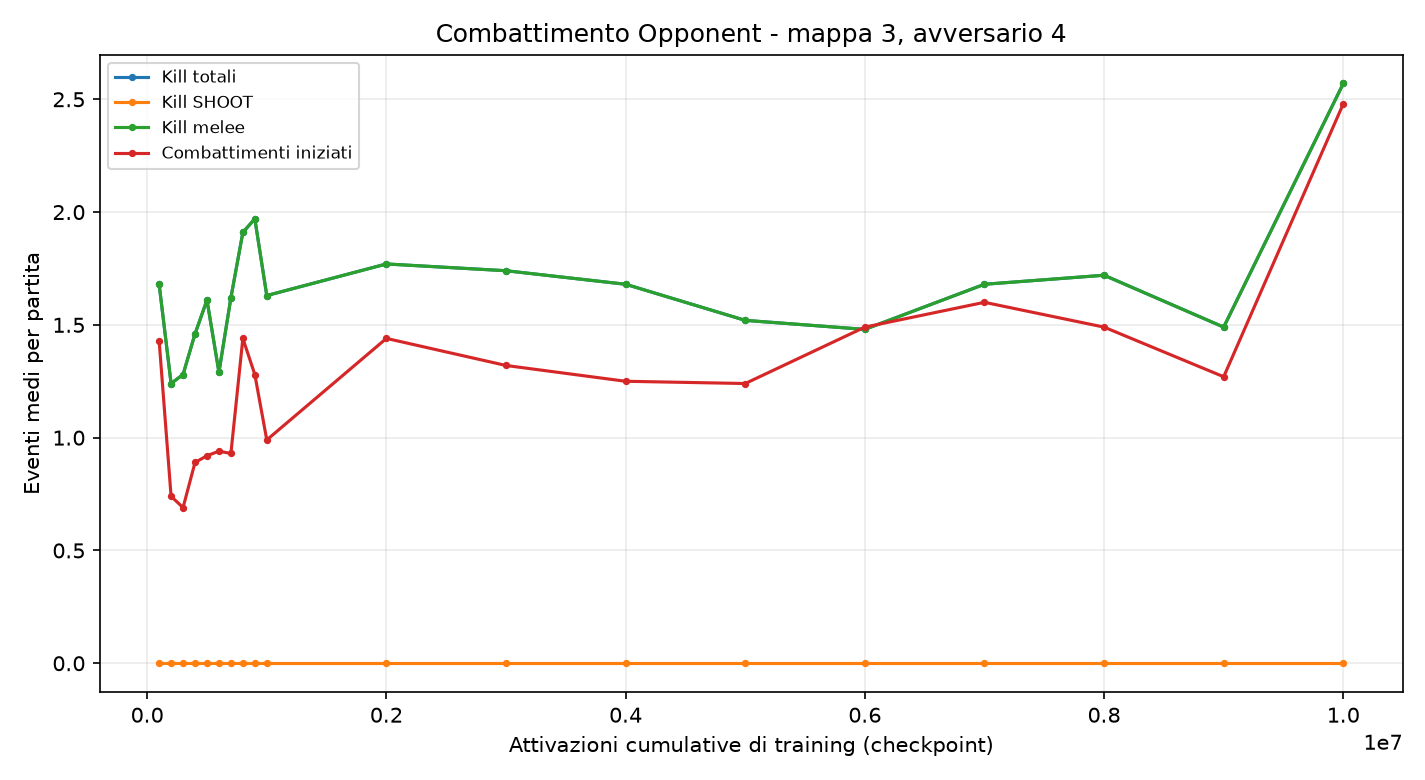 Combattimento Opponent - mappa 3, avversario 4
Kill totali
Kill SHOOT
Kill melee
Combattimenti iniziati
Eventi medi per partita
2.5
2.0
1.5
1.0
0.5
0.0
0.0 0.2 0.4 0.6 0.8 1.0
1e7
Attivazioni cumulative di training (checkpoint)